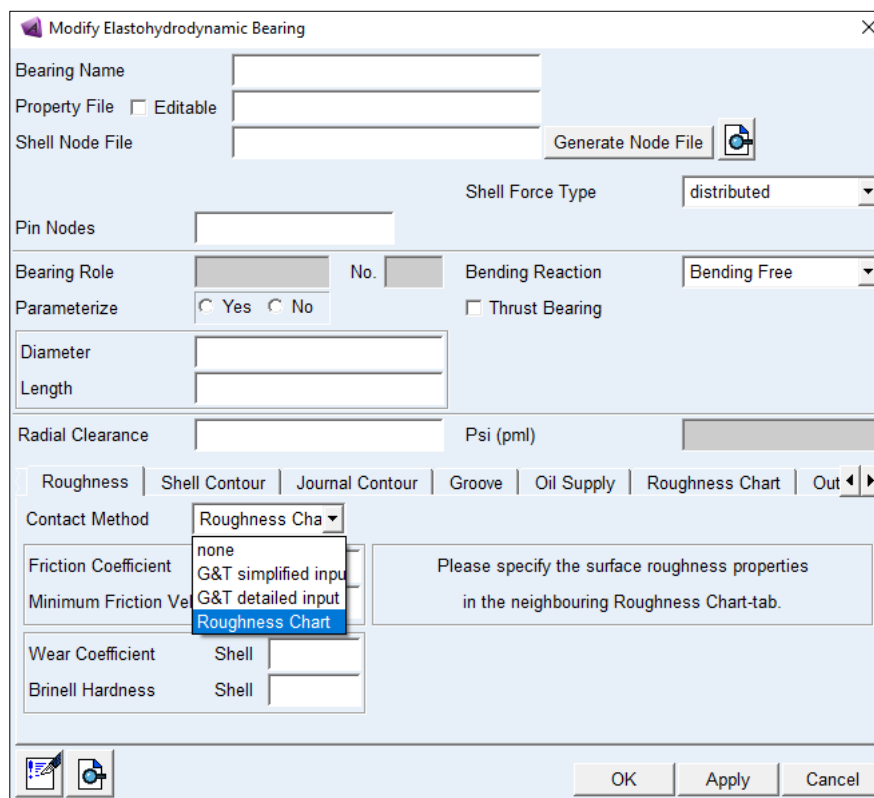 Modify Elastohydrodynamic Bearing
Bearing Name
Property File Editable
Shell Node File Generate Node File
Shell Force Type distributed
Pin Nodes
Bearing Role No. Bending Reaction Bending Free
Parameterize Yes No Thrust Bearing
Diameter
Length
Radial Clearance Psi (pml)
Roughness Shell Contour Journal Contour Groove Oil Supply Roughness Chart Out
Contact Method Roughness Cha
none
Friction Coefficient G&T simplified inpu Please specify the surface roughness properties
Minimum Friction Vel G&T detailed input in the neighbouring Roughness Chart-tab.
Roughness Chart
Wear Coefficient Shell
Brinell Hardness Shell
OK Apply Cancel